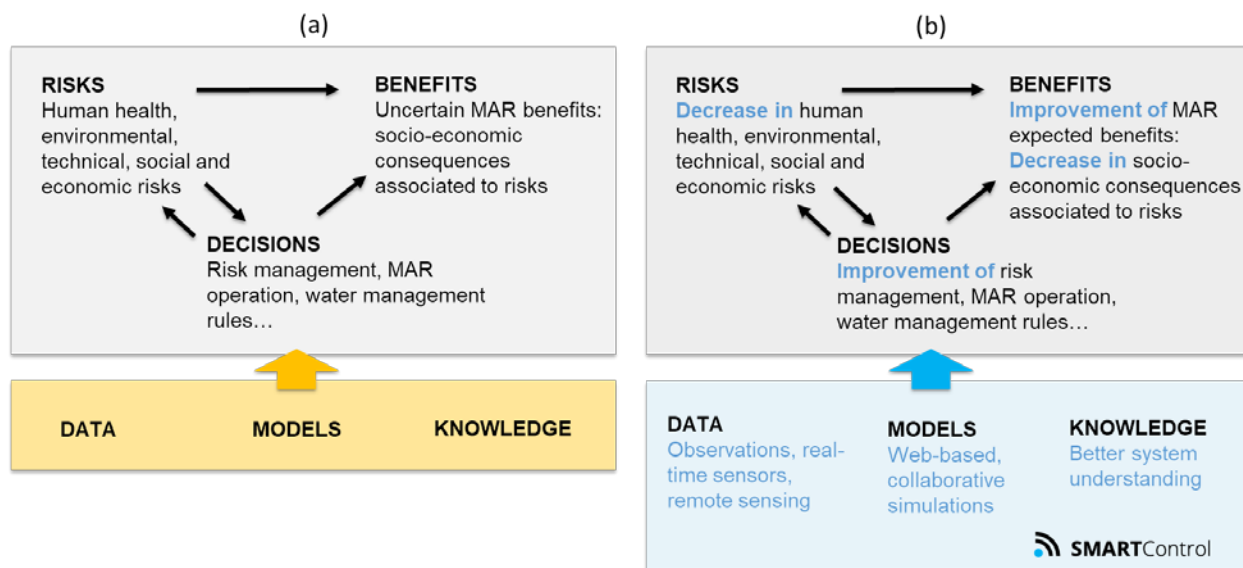 (a)
RISKS
Human health,
environmental,
technical, social and
economic risks
BENEFITS
Uncertain MAR benefits:
socio-economic
consequences
associated to risks
DECISIONS
Risk management, MAR
operation, water management
rules…
DATA
MODELS
KNOWLEDGE
(b)
RISKS
Decrease in human
health, environmental,
technical, social and
economic risks
BENEFITS
Improvement of MAR
expected benefits:
Decrease in socio-
economic consequences
associated to risks
DECISIONS
Improvement of risk
management, MAR operation,
water management rules…
DATA
Observations, real-
time sensors,
remote sensing
MODELS
Web-based,
collaborative
simulations
KNOWLEDGE
Better system
understanding
SMARTControl